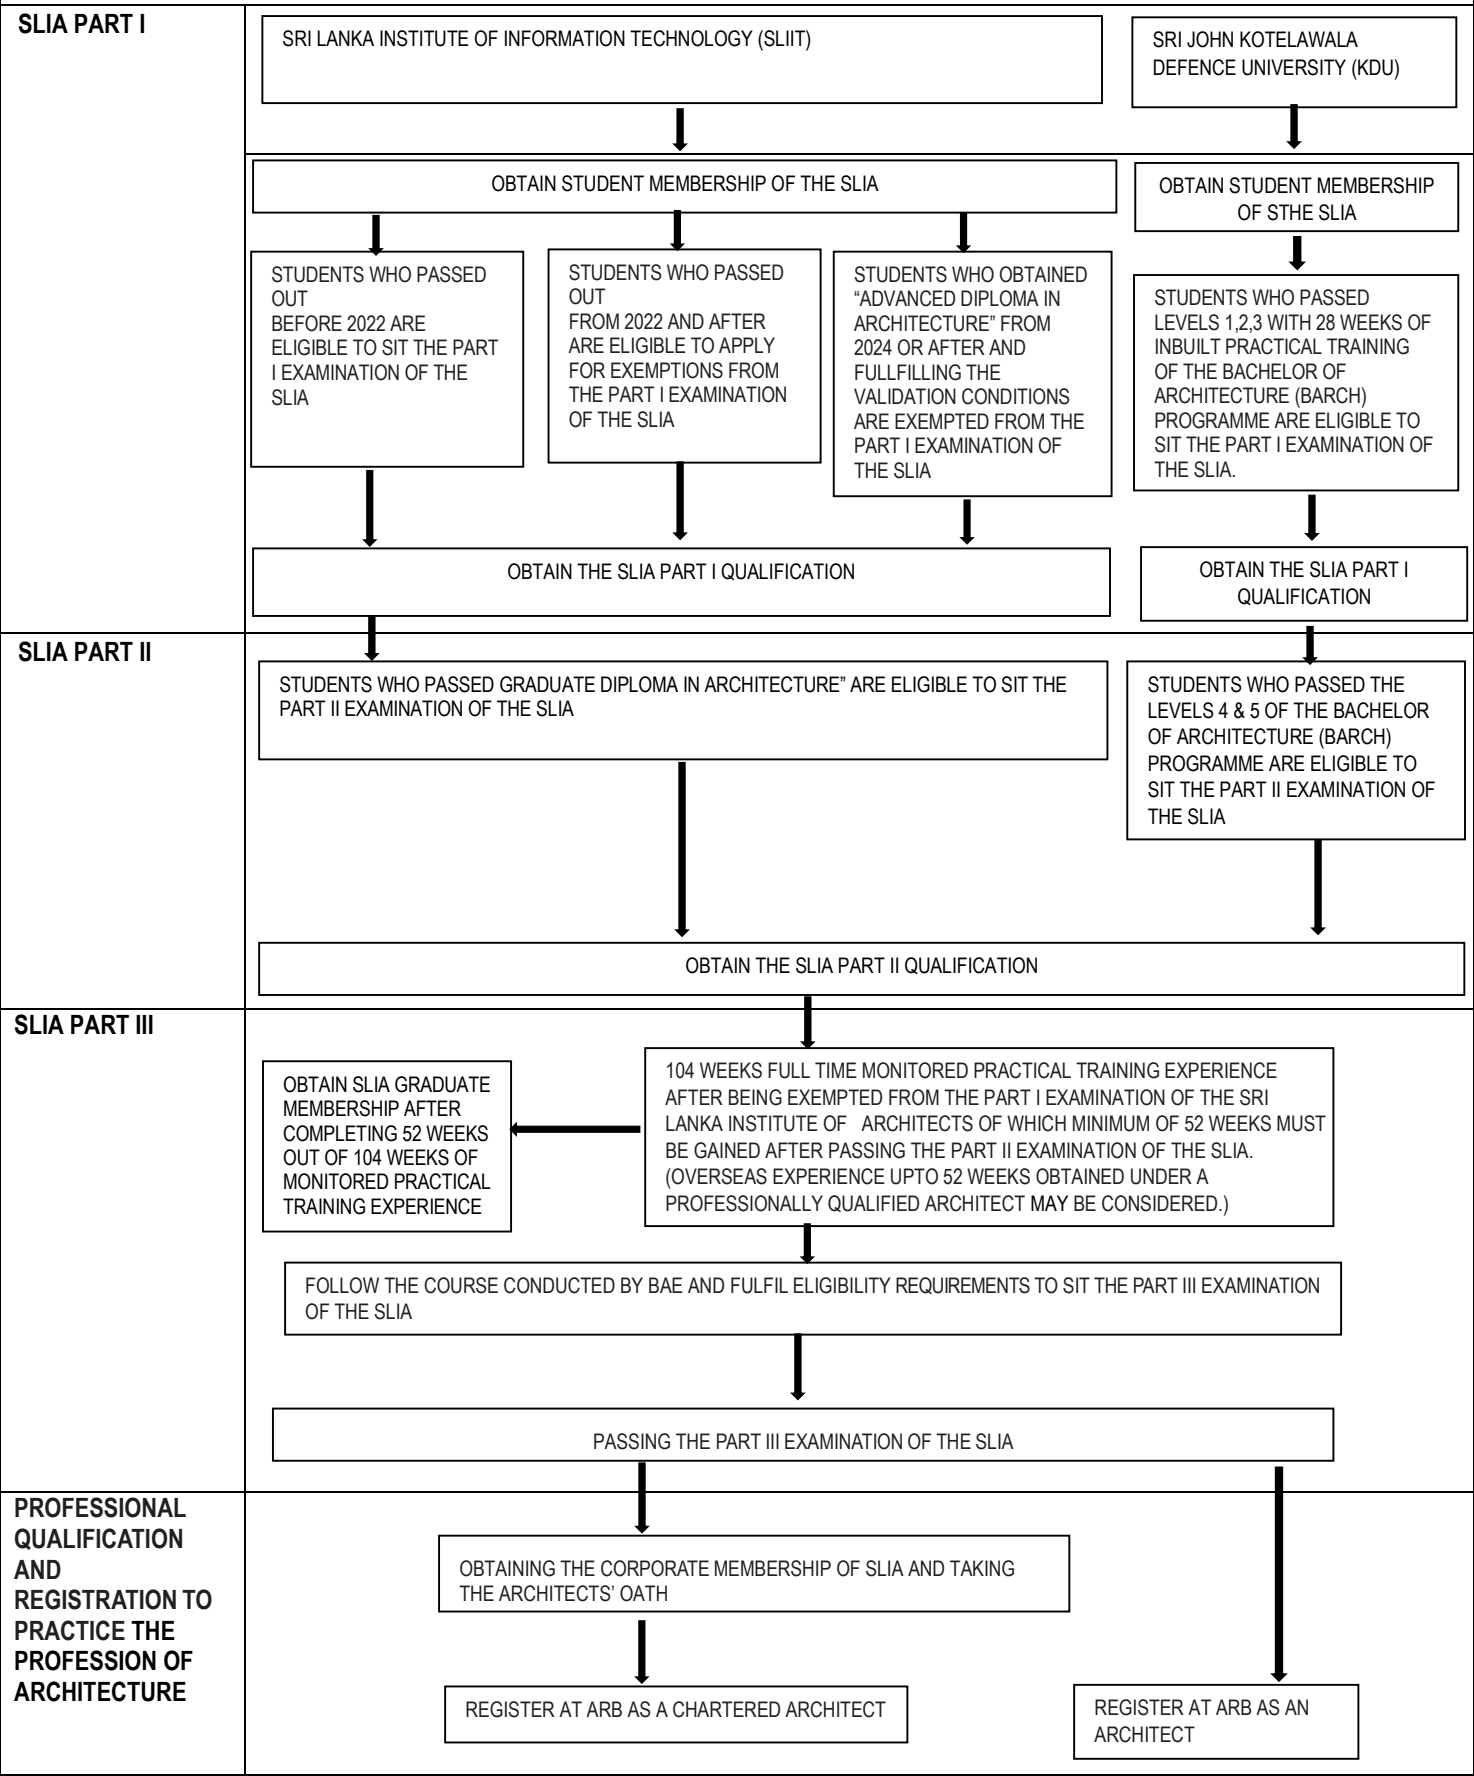 SLIA PART I
SRI LANKA INSTITUTE OF INFORMATION TECHNOLOGY (SLIIT)
SRI JOHN KOTELAWALA
DEFENCE UNIVERSITY (KDU)
OBTAIN STUDENT MEMBERSHIP OF THE SLIA
OBTAIN STUDENT MEMBERSHIP
OF STHE SLIA
STUDENTS WHO PASSED
OUT
BEFORE 2022 ARE
ELIGIBLE TO SIT THE PART
I EXAMINATION OF THE
SLIA
STUDENTS WHO PASSED
OUT
FROM 2022 AND AFTER
ARE ELIGIBLE TO APPLY
FOR EXEMPTIONS FROM
THE PART I EXAMINATION
OF THE SLIA
STUDENTS WHO OBTAINED
“ADVANCED DIPLOMA IN
ARCHITECTURE” FROM
2024 OR AFTER AND
FULLFILLING THE
VALIDATION CONDITIONS
ARE EXEMPTED FROM THE
PART I EXAMINATION OF
THE SLIA
STUDENTS WHO PASSED
LEVELS 1,2,3 WITH 28 WEEKS OF
INBUILT PRACTICAL TRAINING
OF THE BACHELOR OF
ARCHITECTURE (BARCH)
PROGRAMME ARE ELIGIBLE TO
SIT THE PART I EXAMINATION OF
THE SLIA.
OBTAIN THE SLIA PART I QUALIFICATION
OBTAIN THE SLIA PART I
QUALIFICATION
SLIA PART II
STUDENTS WHO PASSED GRADUATE DIPLOMA IN ARCHITECTURE” ARE ELIGIBLE TO SIT THE
PART II EXAMINATION OF THE SLIA
STUDENTS WHO PASSED THE
LEVELS 4 & 5 OF THE BACHELOR
OF ARCHITECTURE (BARCH)
PROGRAMME ARE ELIGIBLE TO
SIT THE PART II EXAMINATION OF
THE SLIA
OBTAIN THE SLIA PART II QUALIFICATION
SLIA PART III
OBTAIN SLIA GRADUATE
MEMBERSHIP AFTER
COMPLETING 52 WEEKS
OUT OF 104 WEEKS OF
MONITORED PRACTICAL
TRAINING EXPERIENCE
104 WEEKS FULL TIME MONITORED PRACTICAL TRAINING EXPERIENCE
AFTER BEING EXEMPTED FROM THE PART I EXAMINATION OF THE SRI
LANKA INSTITUTE OF ARCHITECTS OF WHICH MINIMUM OF 52 WEEKS MUST
BE GAINED AFTER PASSING THE PART II EXAMINATION OF THE SLIA.
(OVERSEAS EXPERIENCE UPTO 52 WEEKS OBTAINED UNDER A
PROFESSIONALLY QUALIFIED ARCHITECT MAY BE CONSIDERED.)
FOLLOW THE COURSE CONDUCTED BY BAE AND FULFIL ELIGIBILITY REQUIREMENTS TO SIT THE PART III EXAMINATION
OF THE SLIA
PASSING THE PART III EXAMINATION OF THE SLIA
PROFESSIONAL
QUALIFICATION
AND
REGISTRATION TO
PRACTICE THE
PROFESSION OF
ARCHITECTURE
OBTAINING THE CORPORATE MEMBERSHIP OF SLIA AND TAKING
THE ARCHITECTS’ OATH
REGISTER AT ARB AS A CHARTERED ARCHITECT
REGISTER AT ARB AS AN
ARCHITECT